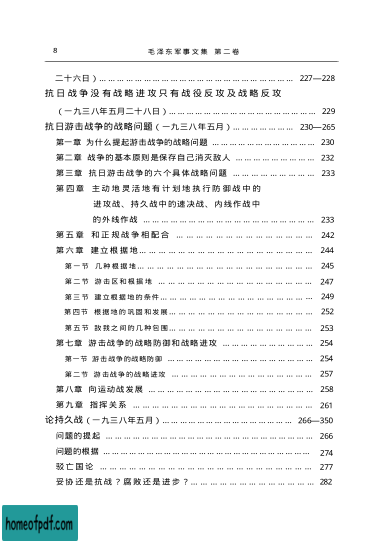 8 毛泽东军事文集 第二卷
二十六日）………………………………………………… 227—228
抗日战争没有战略进攻只有战役反攻及战略反攻
（一九三八年五月二十八日）…………………………………… 229
抗日游击战争的战略问题（一九三八年五月）……………… 230—265
第一章 为什么提起游击战争的战略问题 ………………… 230
第二章 战争的基本原则是保存自己消灭敌人 …………… 232
第三章 抗日游击战争的六个具体战略问题 ……………… 233
第四章 主动地灵活地有计划地执行防御战中的
进攻战、持久战中的速决战、内线作战中
的外线作战 ……………………………………… 233
第五章 和正规战争相配合 ………………………………… 242
第六章 建立根据地………………………………………… 244
第一节 几种根据地………………………………………… 245
第二节 游击区和根据地 ………………………………… 247
第三节 建立根据地的条件………………………………… 249
第四节 根据地的巩固和发展……………………………… 252
第五节 敌我之间的几种包围……………………………… 253
第七章 游击战争的战略防御和战略进攻 ………………… 254
第一节 游击战争的战略防御 …………………………… 254
第二节 游击战争的战略进攻 …………………………… 257
第八章 向运动战发展 ……………………………………… 258
第九章 指挥关系 …………………………………………… 261
论持久战（一九三八年五月）……………………………… 266—350
问题的提起 ………………………………………………… 266
问题的根据 ………………………………………………… 274
驳亡国论 …………………………………………………… 277
妥协还是抗战？腐败还是进步？………………………… 282
homeofpdf.com